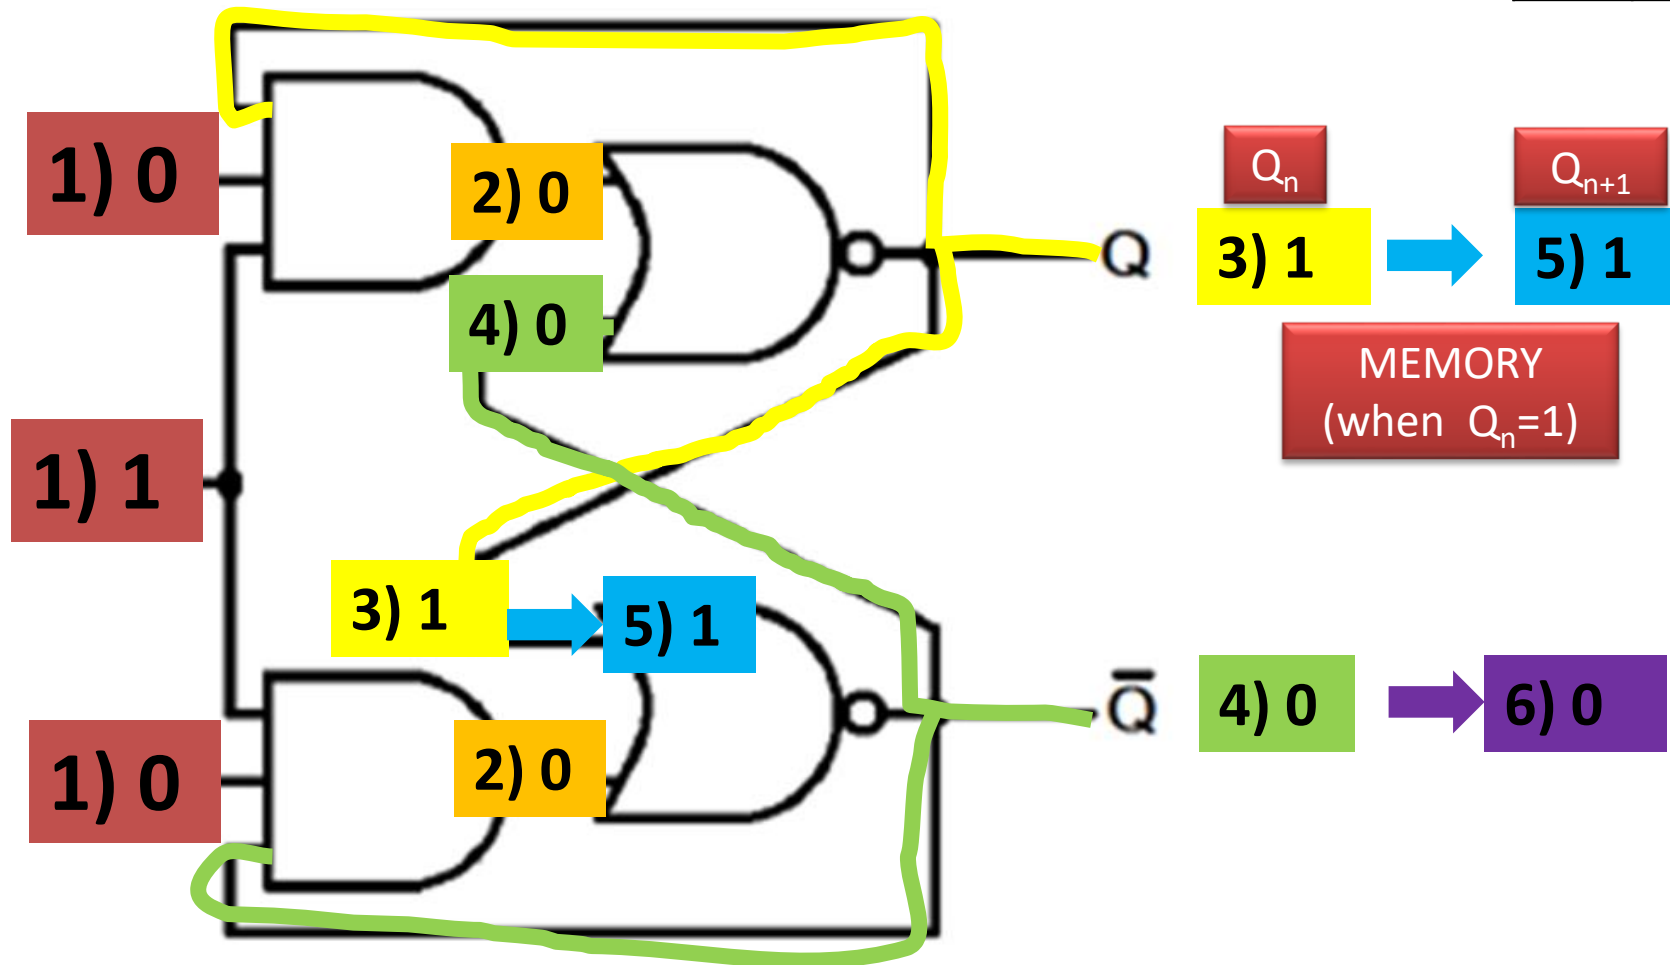 1) 0
2) 0
4) 0
Q
Qn
Qn+1
3) 1
5) 1
MEMORY
(when Qn=1)
1) 1
3) 1
5) 1
1) 0
2) 0
Q̅
4) 0
6) 0